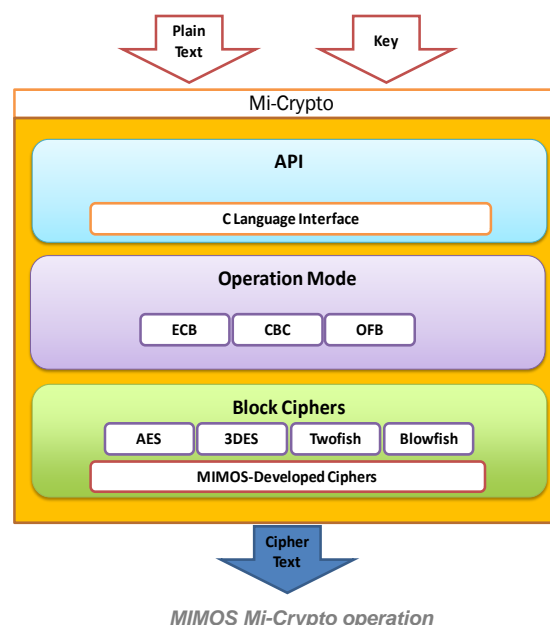 Plain
Text
Key
Mi-Crypto
API
C Language Interface
Operation Mode
ECB CBC OFB
Block Ciphers
AES 3DES Twofish Blowfish
MIMOS-Developed Ciphers
Cipher
Text
MIMOS Mi-Crypto operation